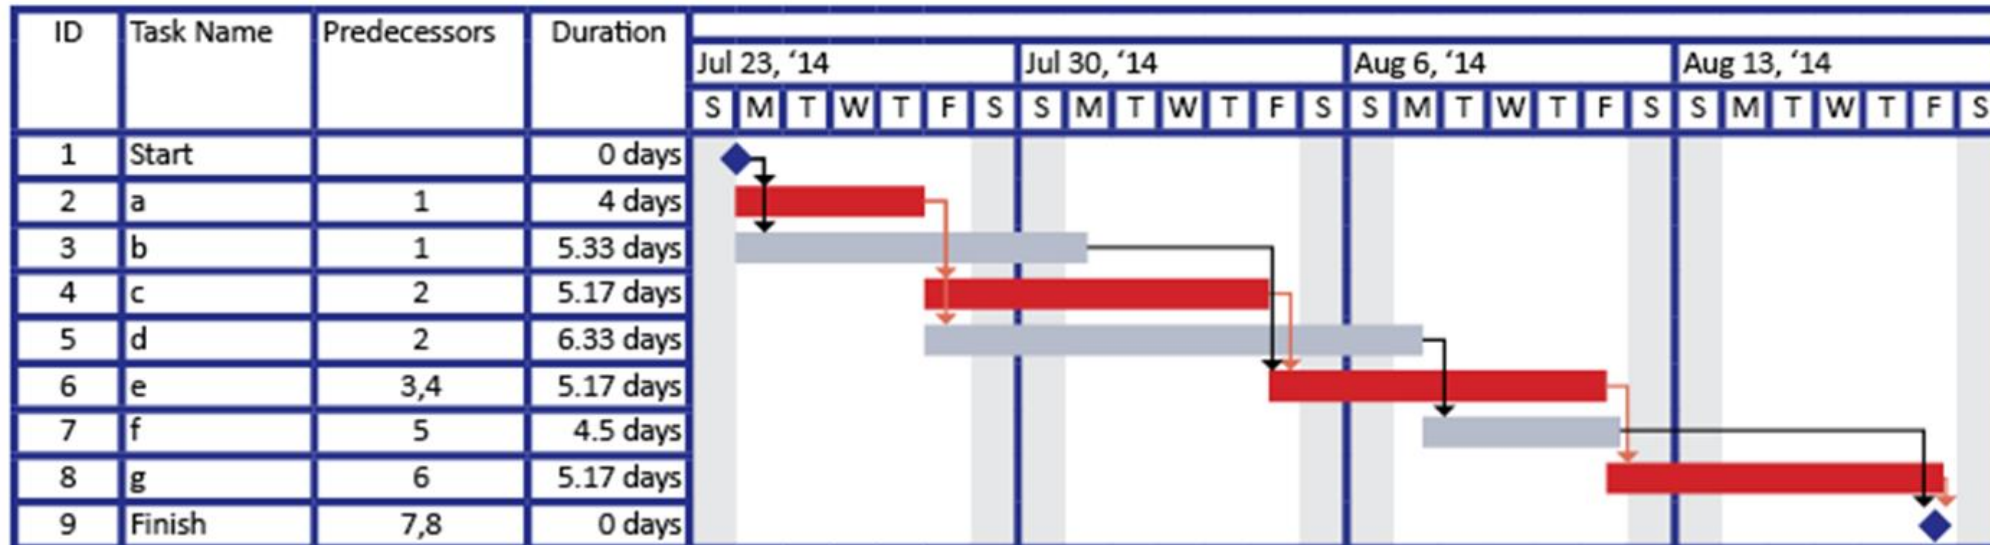 ID Task Name Predecessors Duration
Jul 23, ‘14 Jul 30, ‘14 Aug 6, ‘14 Aug 13, ‘14
S M T W T F S S M T W T F S S M T W T F S S M T W T F S
1 Start 0 days
2 a 1 4 days
3 b 1 5.33 days
4 c 2 5.17 days
5 d 2 6.33 days
6 e 3,4 5.17 days
7 f 5 4.5 days
8 g 6 5.17 days
9 Finish 7,8 0 days